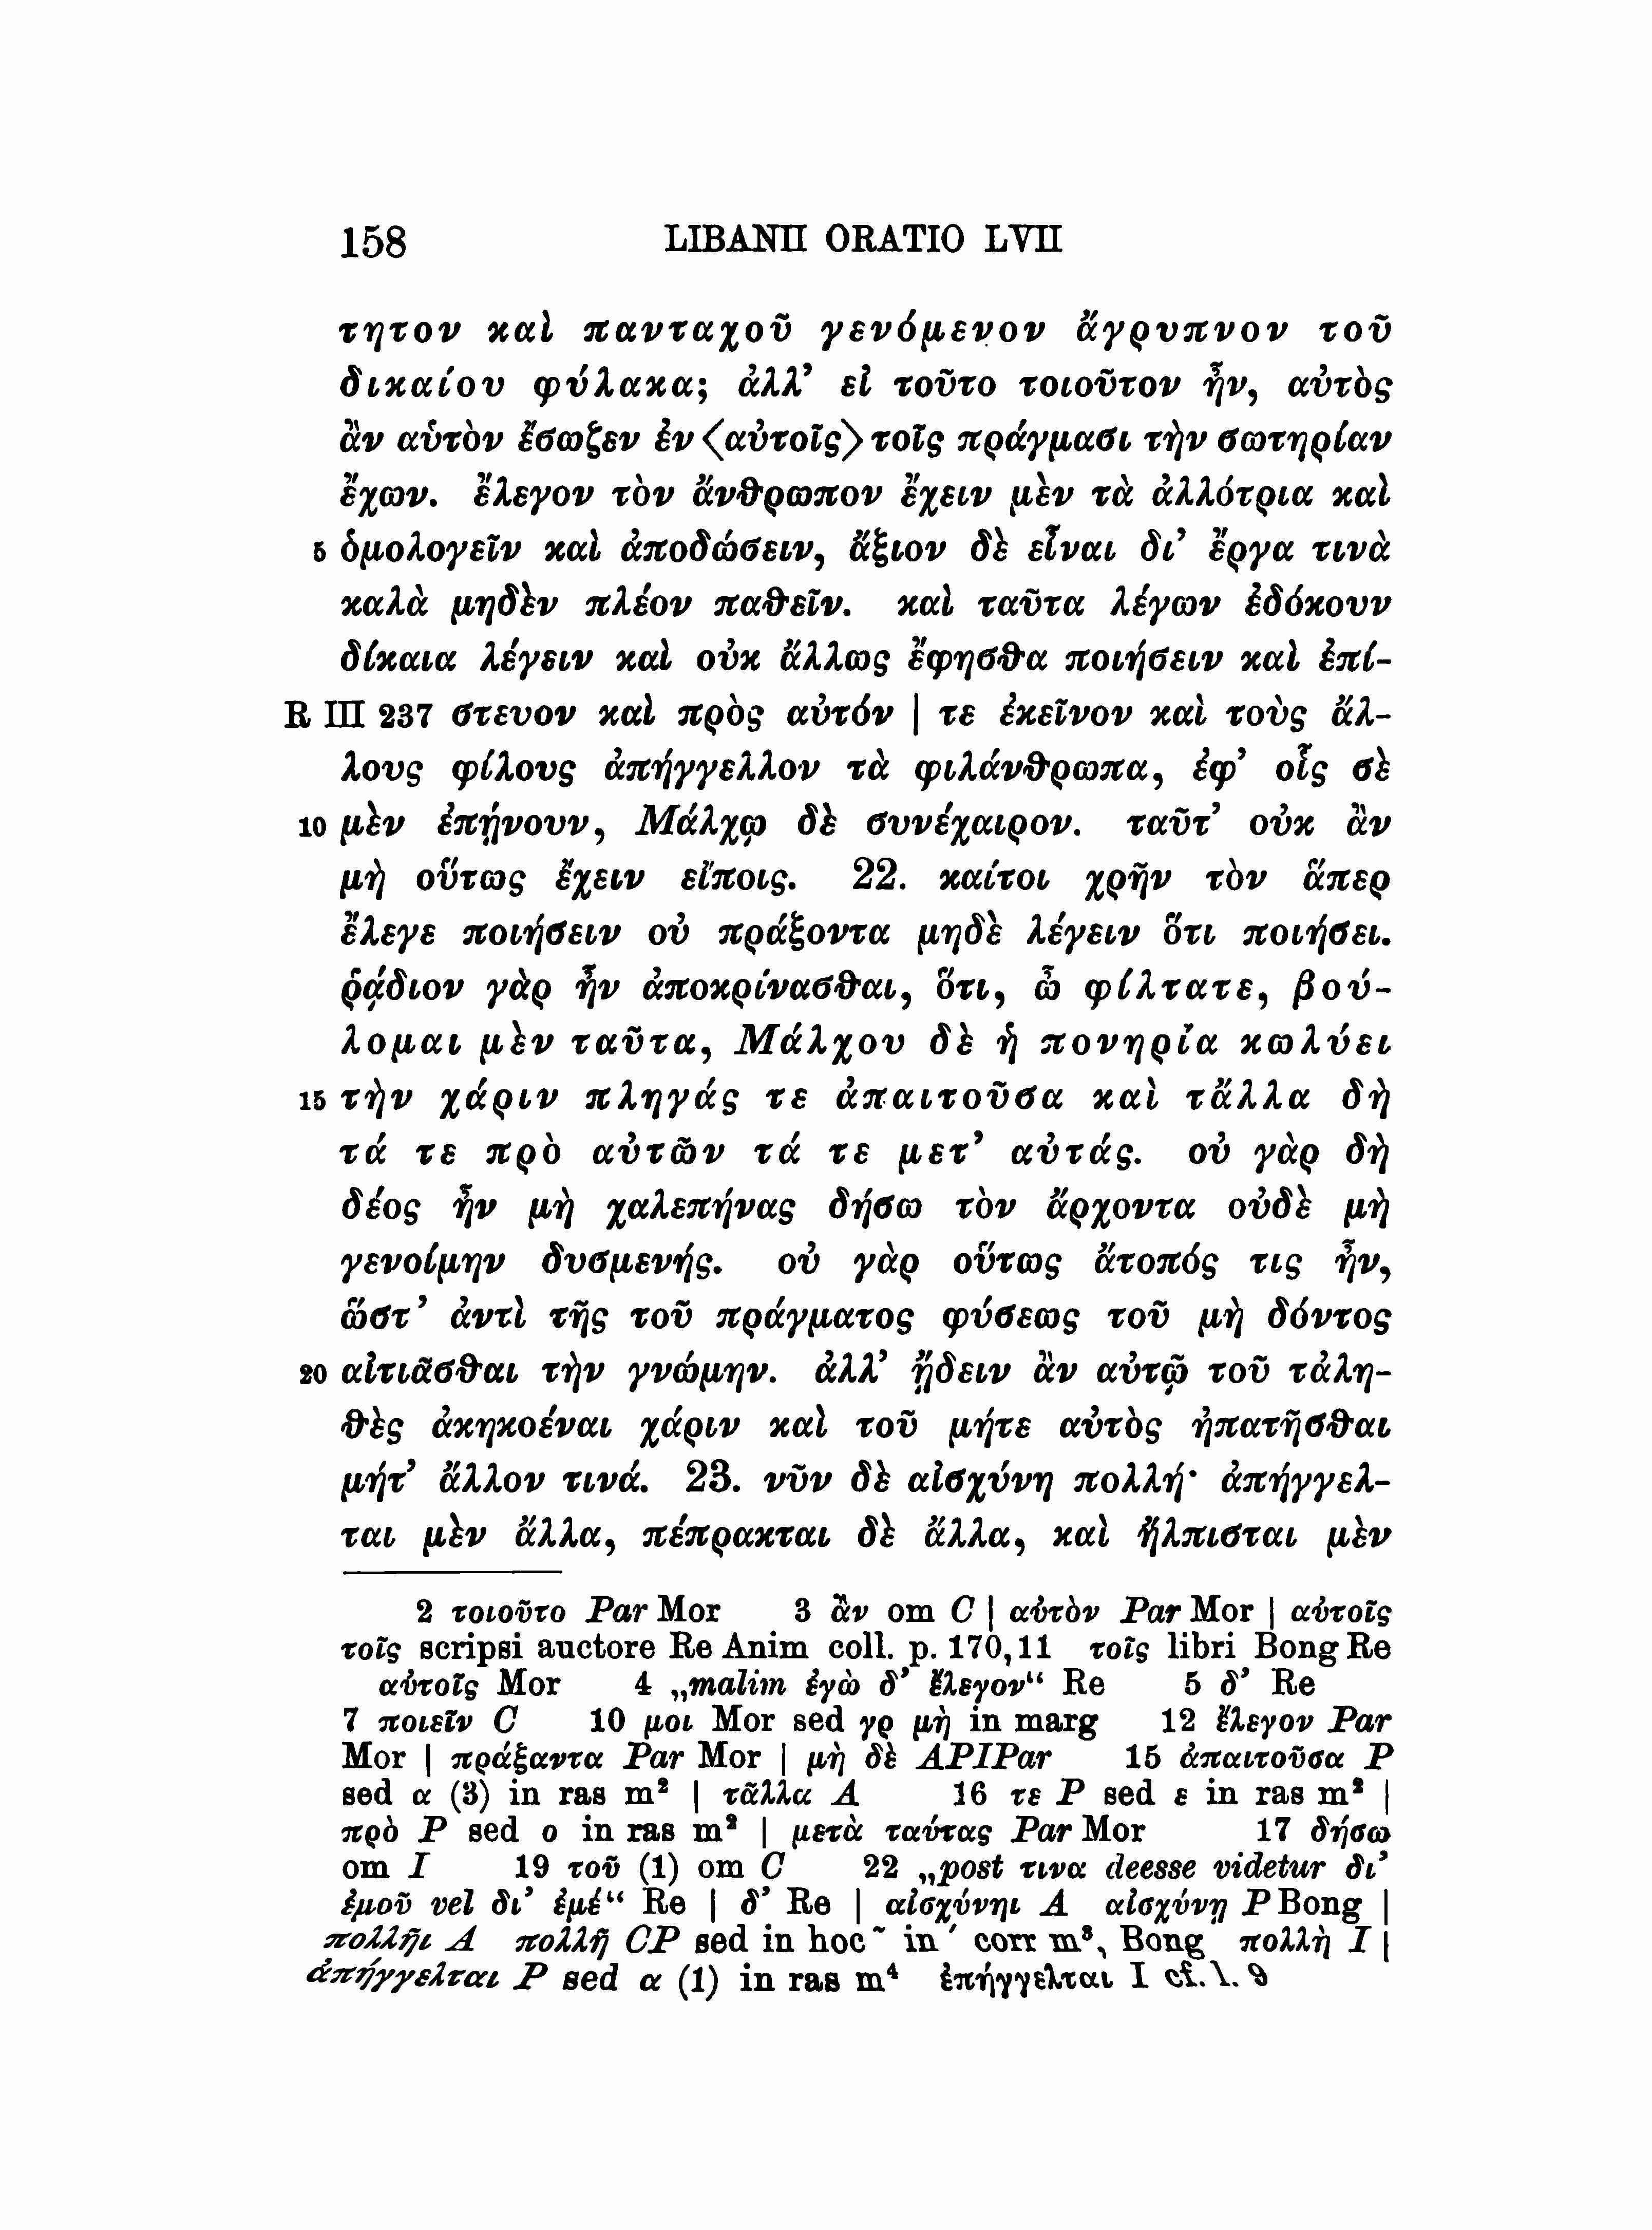 158 LIBANII ORATIO LVII
τητον καὶ πανταχοῦ γενόμενον ἄγρυπνον τοῦ
δικαίου φύλακα; ἀλλ’ εἰ τοῦτο τοιοῦτον ἦν, αὐτὸς
ἂν αὑτὸν ἔσωζεν ἐν ⟨αὐτοῖς⟩ τοῖς πράγμασι τὴν σωτηρίαν
ἔχων. ἔλεγον τὸν ἄνθρωπον ἔχειν μὲν τὰ ἀλλότρια καὶ
5 ὁμολογεῖν καὶ ἀποδώσειν, ἄξιον δὲ εἶναι δι’ ἔργα τινὰ
καλὰ μηδὲν πλέον παθεῖν. καὶ ταῦτα λέγων ἐδόκουν
δίκαια λέγειν καὶ οὐκ ἄλλως ἔφησθα ποιήσειν καὶ ἐπί-
R III 237 στευον καὶ πρὸς αὐτόν | τε ἐκεῖνον καὶ τοὺς ἄλ-
λους φίλους ἀπήγγελλον τὰ φιλάνθρωπα, ἐφ’ οἷς σὲ
10 μὲν ἐπῄνουν, Μάλχῳ δὲ συνέχαιρον. ταῦτ’ οὐκ ἂν
μὴ οὕτως ἔχειν εἴποις. 22. καίτοι χρῆν τὸν ἅπερ
ἔλεγε ποιήσειν οὐ πράξοντα μηδὲ λέγειν ὅτι ποιήσει.
ῥᾴδιον γὰρ ἦν ἀποκρίνασθαι, ὅτι, ὦ φίλτατε, βού-
λομαι μὲν ταῦτα, Μάλχου δὲ ἡ πονηρία κωλύει
15 τὴν χάριν πληγάς τε ἀπαιτοῦσα καὶ τἄλλα δὴ
τά τε πρὸ αὐτῶν τά τε μετ’ αὐτάς. οὐ γὰρ δὴ
δέος ἦν μὴ χαλεπήνας δήσω τὸν ἄρχοντα οὐδὲ μὴ
γενοίμην δυσμενής. οὐ γὰρ οὕτως ἄτοπός τις ἦν,
ὥστ’ ἀντὶ τῆς τοῦ πράγματος φύσεως τοῦ μὴ δόντος
20 αἰτιᾶσθαι τὴν γνώμην. ἀλλ’ ᾔδειν ἂν αὐτῷ τοῦ τἀλη-
θὲς ἀκηκοέναι χάριν καὶ τοῦ μήτε αὐτὸς ἠπατῆσθαι
μήτ’ ἄλλον τινά. 23. νῦν δὲ αἰσχύνη πολλή· ἀπήγγελ-
ται μὲν ἄλλα, πέπρακται δὲ ἄλλα, καὶ ἤλπισται μὲν
2 τοιοῦτο Par Mor 3 ἂν om C | αὐτὸν Par Mor | αὐτοῖς
τοῖς scripsi auctore Re Anim coll. p. 170,11 τοῖς libri Bong Re
αὐτοῖς Mor 4 „malim ἐγὼ δ’ ἔλεγον“ Re 5 δ’ Re
7 ποιεῖν C 10 μοι Mor sed γρ μὴ in marg 12 ἔλεγον Par
Mor | πράξαντα Par Mor | μὴ δὲ APIPar 15 ἀπαιτοῦσα P
sed α (3) in ras m² | τᾶλλα A 16 τε P sed ε in ras m² |
πρὸ P sed ο in ras m² | μετὰ ταύτας Par Mor 17 δήσω
om I 19 τοῦ (1) om C 22 „post τινα deesse videtur δι’
ἐμοῦ vel δι’ ἐμέ“ Re | δ’ Re | αἰσχύνηι A αἰσχύνῃ P Bong |
πολλῆι A πολλῇ CP sed in hoc ῀ in ´ corr m³, Bong πολλὴ I |
ἀπήγγελται P sed α (1) in ras m⁴ ἐπήγγελται I cf. l. 9